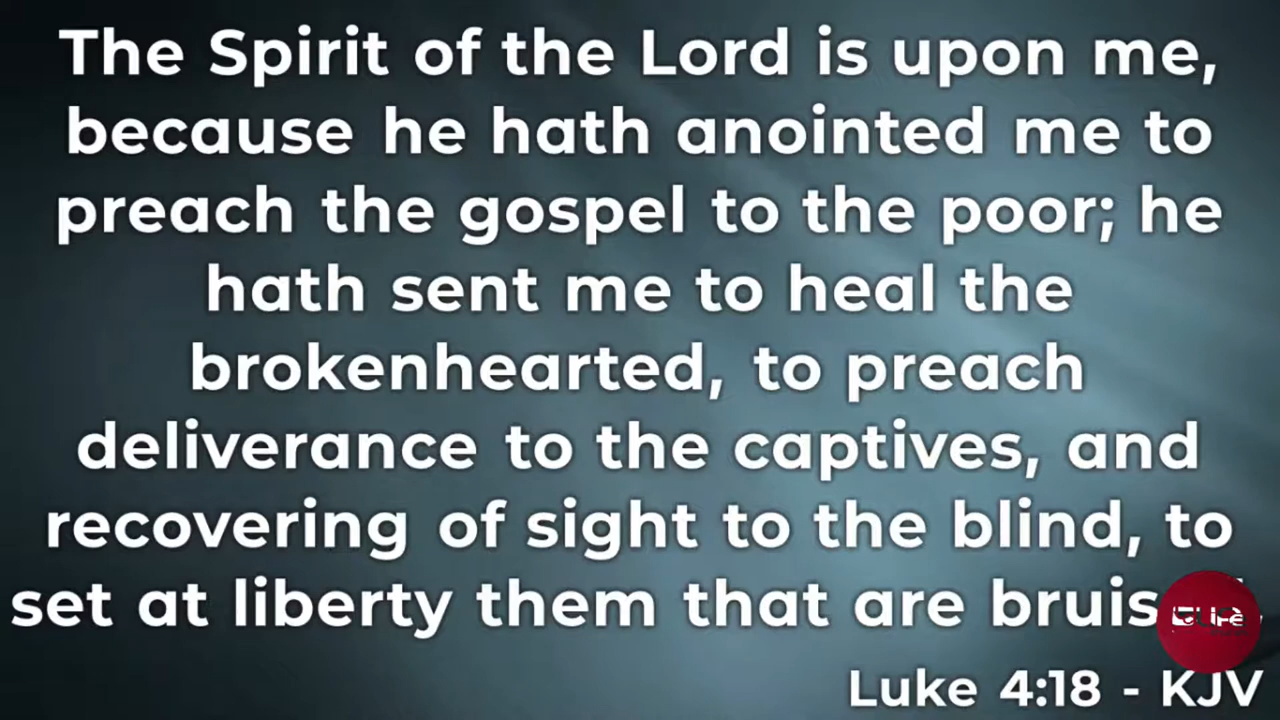 The Spirit of the Lord is upon me,
because he hath anointed me to
preach the gospel to the poor; he
hath sent me to heal the
brokenhearted, to preach
deliverance to the captives, and
recovering of sight to the blind, to
set at liberty them that are
Luke 4:18 - KJV